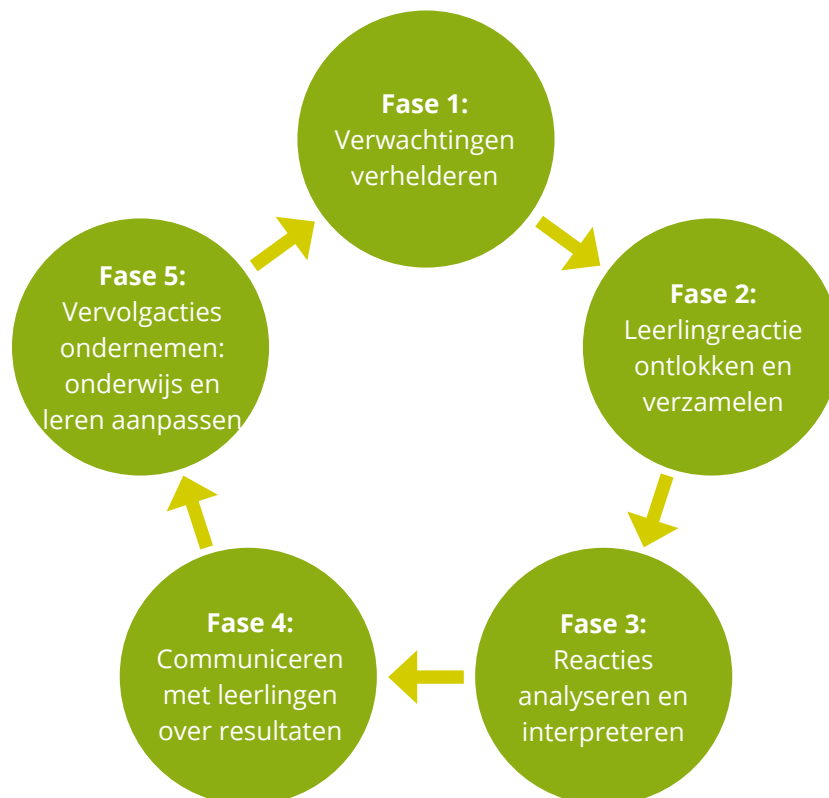 Fase 1:
Verwachtingen
verhelderen
Fase 2:
Leerlingreactie
ontlokken en
verzamelen
Fase 3:
Reacties
analyseren en
interpreteren
Fase 4:
Communiceren
met leerlingen
over resultaten
Fase 5:
Vervolgacties
ondernemen:
onderwijs en
leren aanpassen